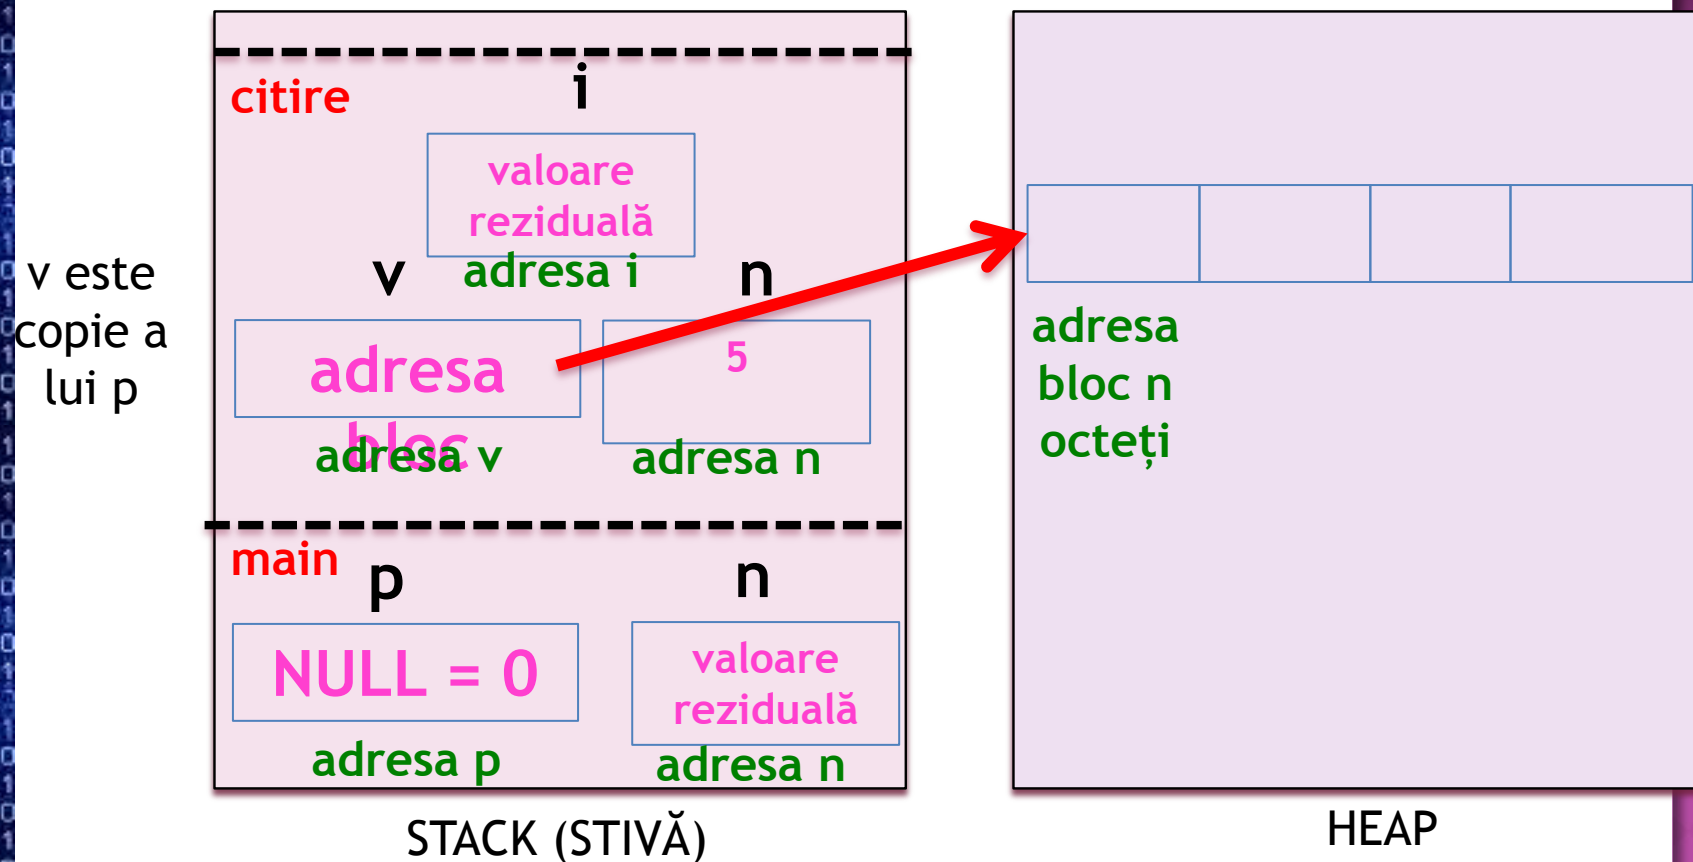 citire
i
valoare
reziduală
adresa i
v este
copie a
lui p
v
n
adresa
bloc
5
adresa v
adresa n
adresa
bloc n
octeți
main
p
n
NULL = 0
valoare
reziduală
adresa p
adresa n
STACK (STIVĂ)
HEAP